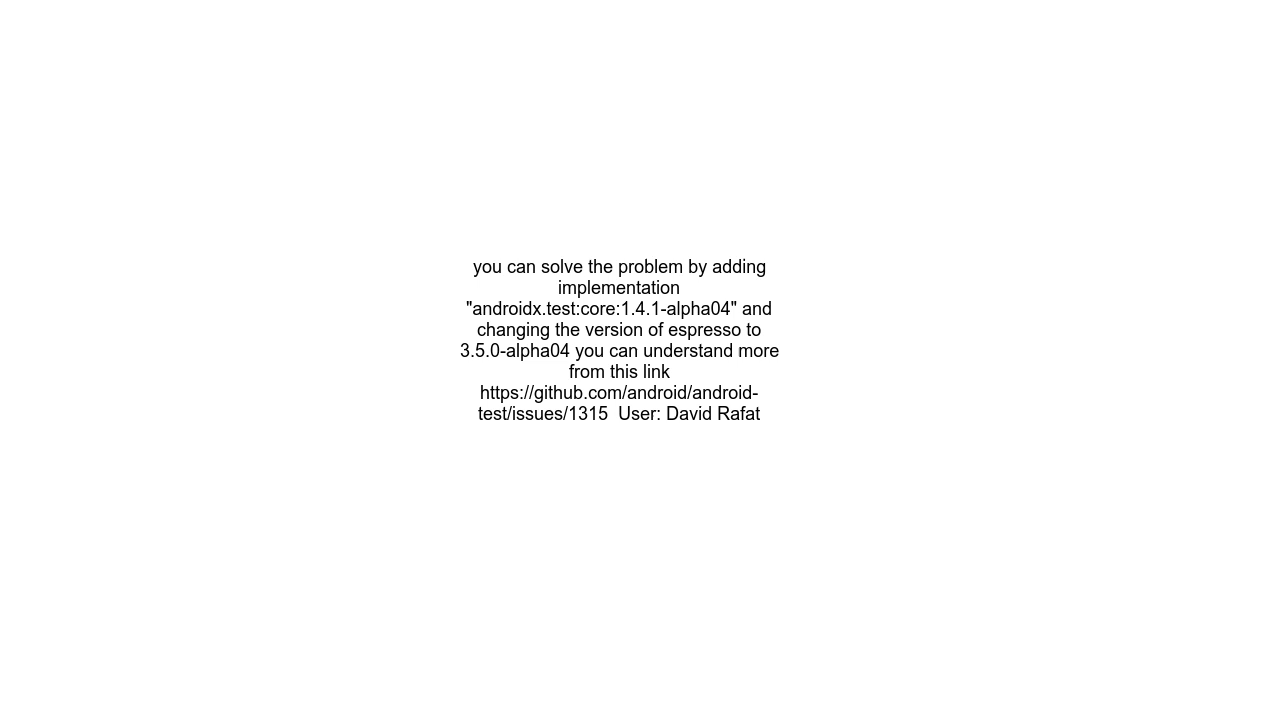 you can solve the problem by adding
implementation
"androidx.test:core:1.4.1-alpha04" and
changing the version of espresso to
3.5.0-alpha04 you can understand more
from this link
https://github.com/android/android-
test/issues/1315  User: David Rafat